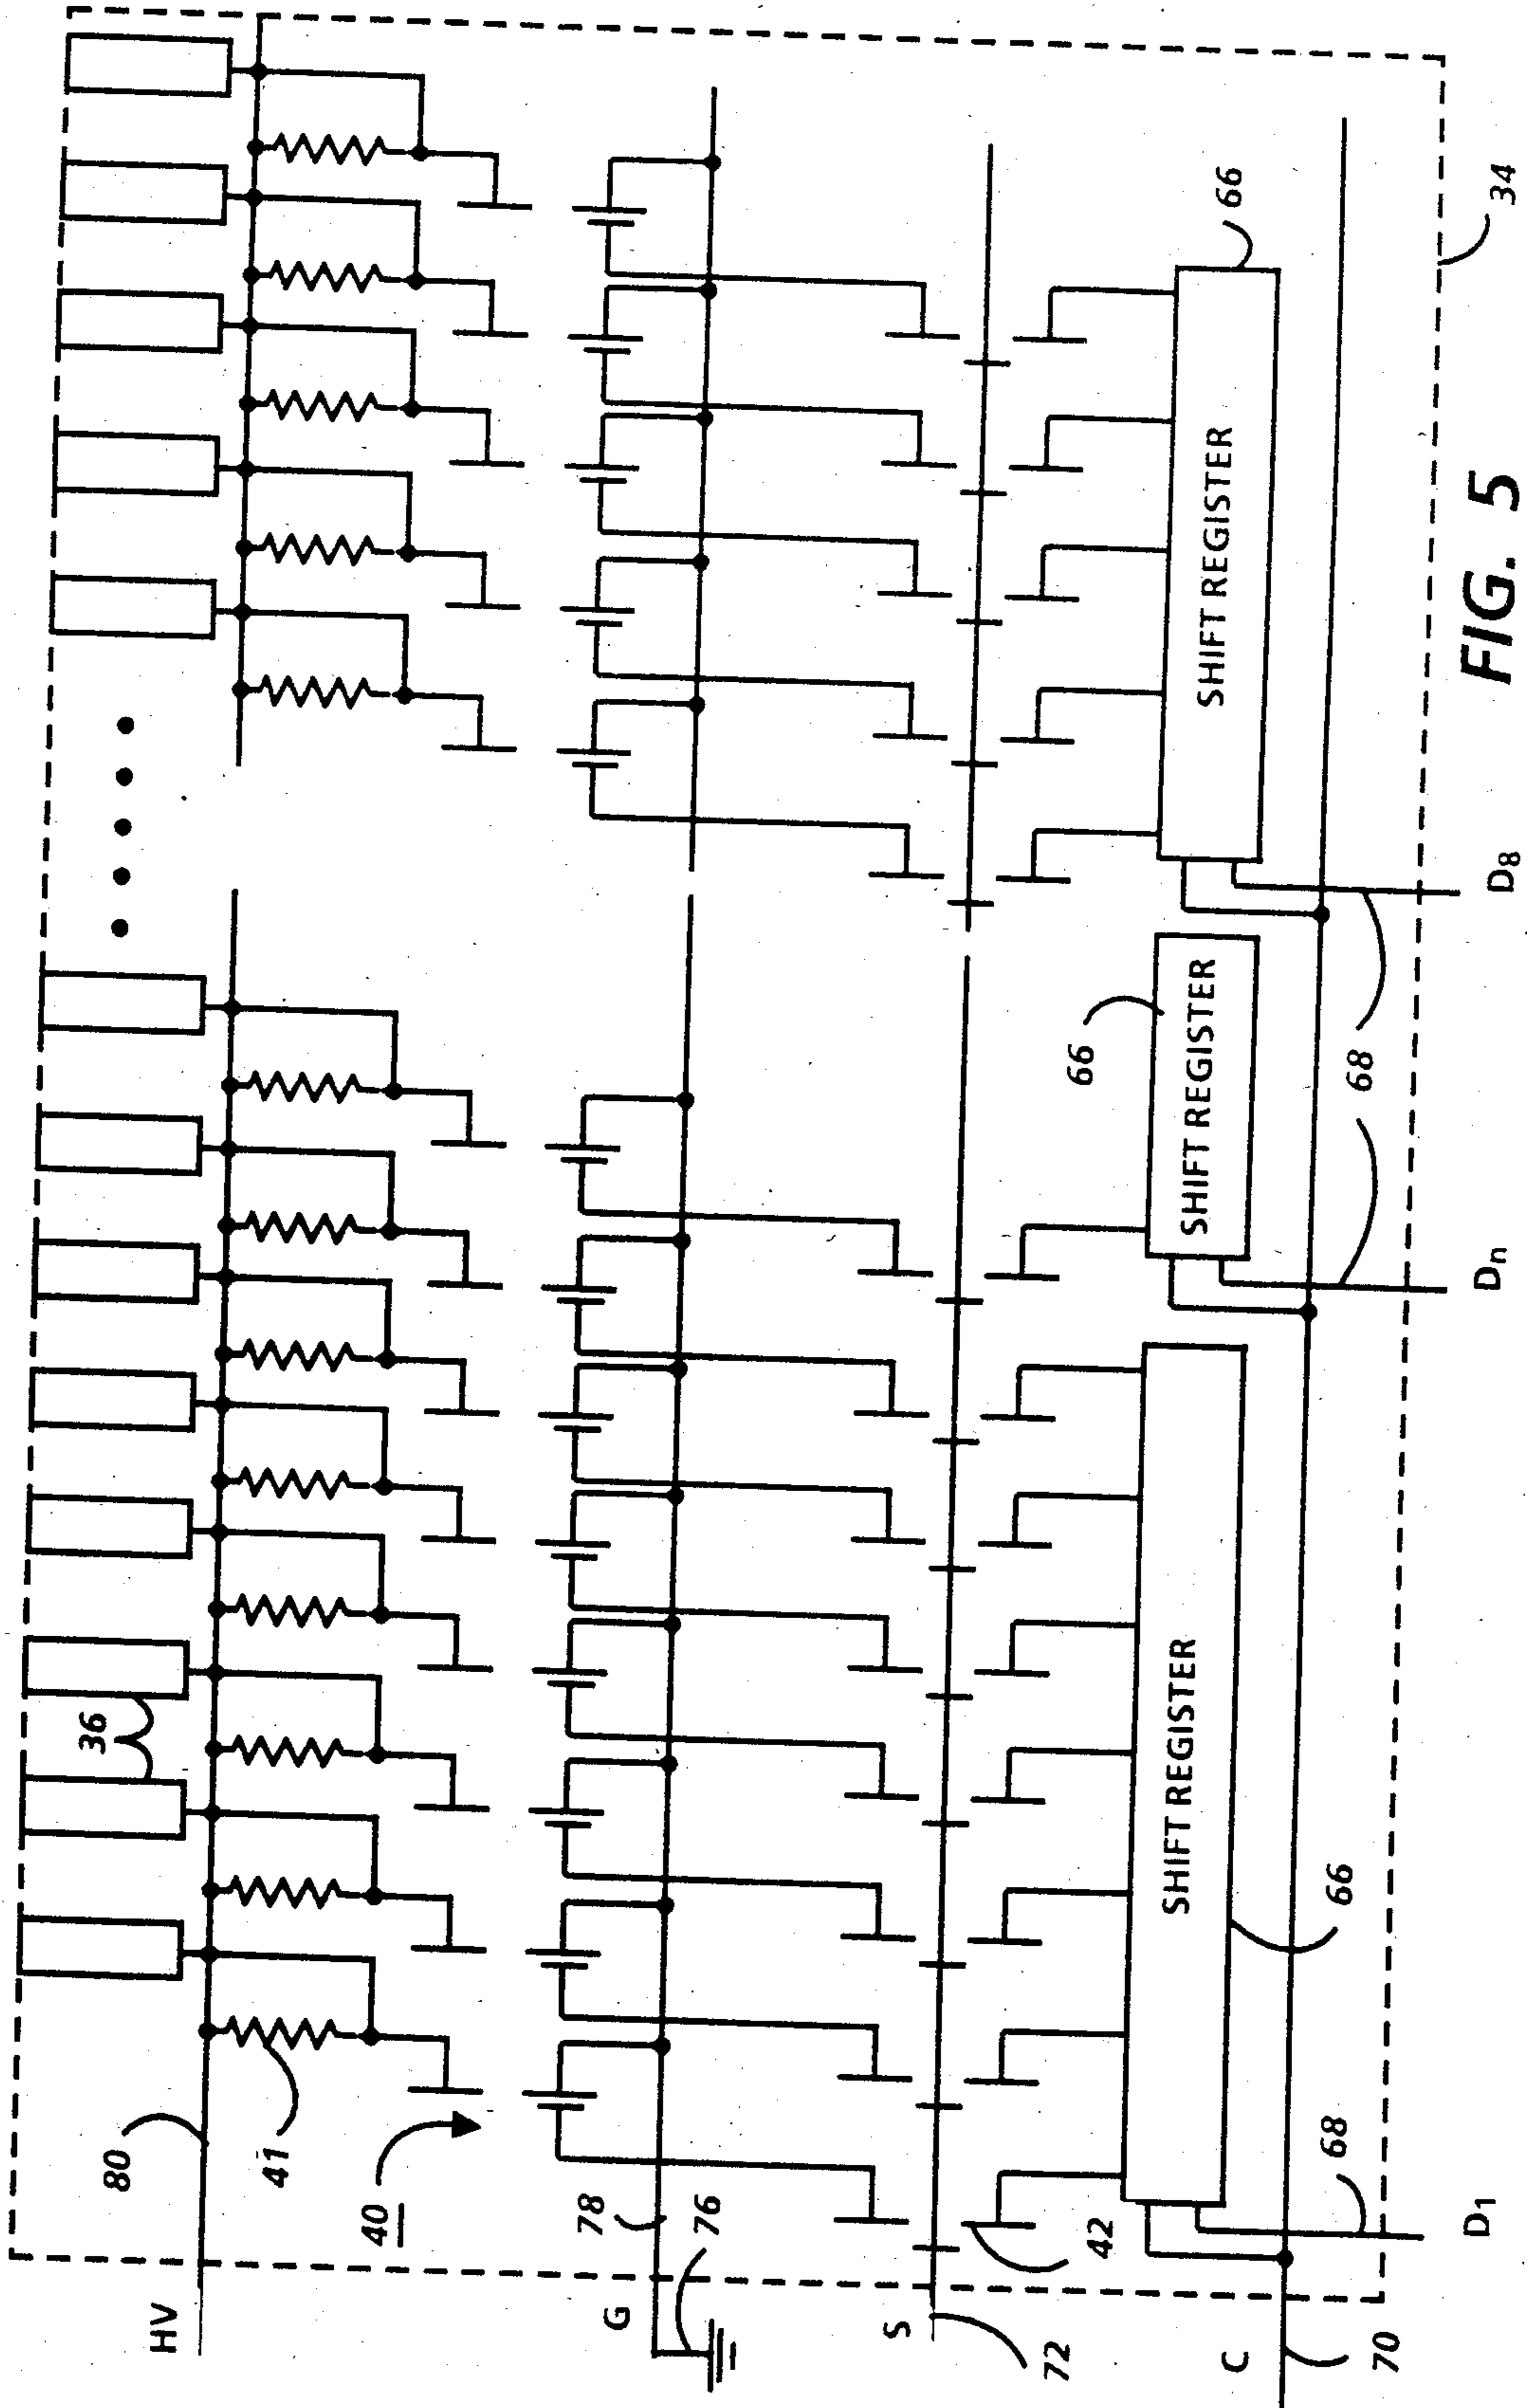 HV
80
41
40
36
G
78
76
S
72
42
C
70
SHIFT REGISTER
66
SHIFT REGISTER
66
SHIFT REGISTER
66
68
68
D1
Dn
D8
34
FIG. 5